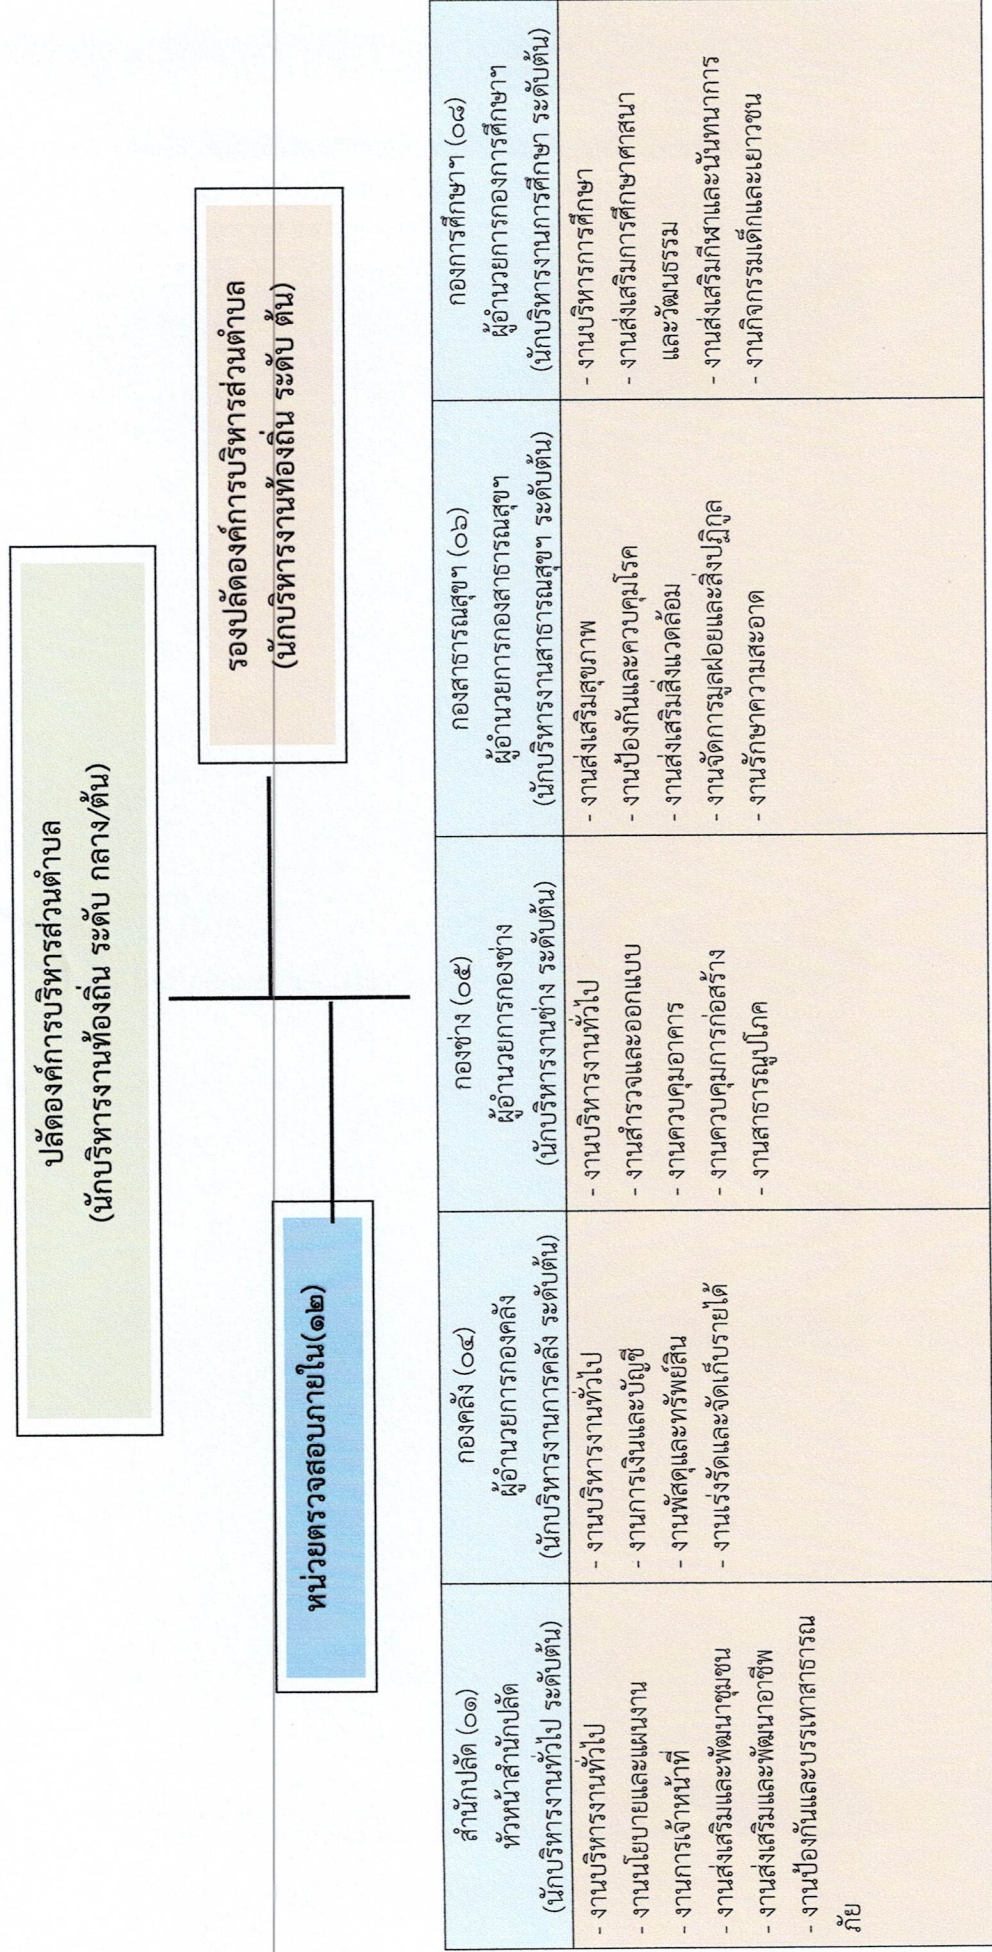 ปลัดองค์การบริหารส่วนตำบล
(นักบริหารงานท้องถิ่น ระดับ กลาง/ต้น)
รองปลัดองค์การบริหารส่วนตำบล
(นักบริหารงานท้องถิ่น ระดับ ต้น)
หน่วยตรวจสอบภายใน(๑๒)
สำนักปลัด (๐๑)
หัวหน้าสำนักปลัด
(นักบริหารงานทั่วไป ระดับต้น)
- งานบริหารงานทั่วไป
- งานนโยบายและแผนงาน
- งานการเจ้าหน้าที่
- งานส่งเสริมและพัฒนาชุมชน
- งานส่งเสริมและพัฒนาอาชีพ
- งานป้องกันและบรรเทาสาธารณ
ภัย
กองคลัง (๐๔)
ผู้อำนวยการกองคลัง
(นักบริหารงานการคลัง ระดับต้น)
- งานบริหารงานทั่วไป
- งานการเงินและบัญชี
- งานพัสดุและทรัพย์สิน
- งานเร่งรัดและจัดเก็บรายได้
กองช่าง (๐๕)
ผู้อำนวยการกองช่าง
(นักบริหารงานช่าง ระดับต้น)
- งานบริหารงานทั่วไป
- งานสำรวจและออกแบบ
- งานควบคุมอาคาร
- งานควบคุมการก่อสร้าง
- งานสาธารณูปโภค
กองสาธารณสุขฯ (๐๖)
ผู้อำนวยการกองสาธารณสุขฯ
(นักบริหารงานสาธารณสุขฯ ระดับต้น)
- งานส่งเสริมสุขภาพ
- งานป้องกันและควบคุมโรค
- งานส่งเสริมสิ่งแวดล้อม
- งานจัดการมูลฝอยและสิ่งปฏิกูล
- งานรักษาความสะอาด
กองการศึกษาฯ (๐๘)
ผู้อำนวยการกองการศึกษาฯ
(นักบริหารงานการศึกษา ระดับต้น)
- งานบริหารการศึกษา
- งานส่งเสริมการศึกษาศาสนา
และวัฒนธรรม
- งานส่งเสริมกีฬาและนันทนาการ
- งานกิจกรรมเด็กและเยาวชน